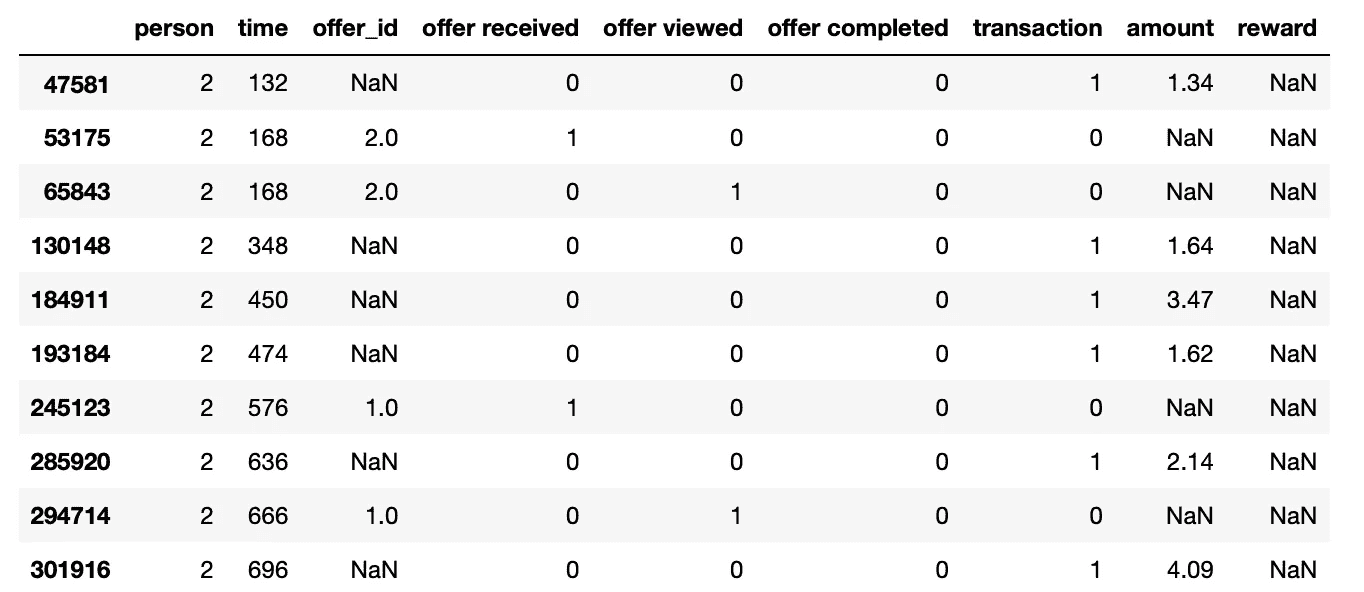 person time offer_id offer received offer viewed offer completed transaction amount reward
47581 2 132 NaN 0 0 0 1 1.34 NaN
53175 2 168 2.0 1 0 0 0 NaN NaN
65843 2 168 2.0 0 1 0 0 NaN NaN
130148 2 348 NaN 0 0 0 1 1.64 NaN
184911 2 450 NaN 0 0 0 1 3.47 NaN
193184 2 474 NaN 0 0 0 1 1.62 NaN
245123 2 576 1.0 1 0 0 0 NaN NaN
285920 2 636 NaN 0 0 0 1 2.14 NaN
294714 2 666 1.0 0 1 0 0 NaN NaN
301916 2 696 NaN 0 0 0 1 4.09 NaN